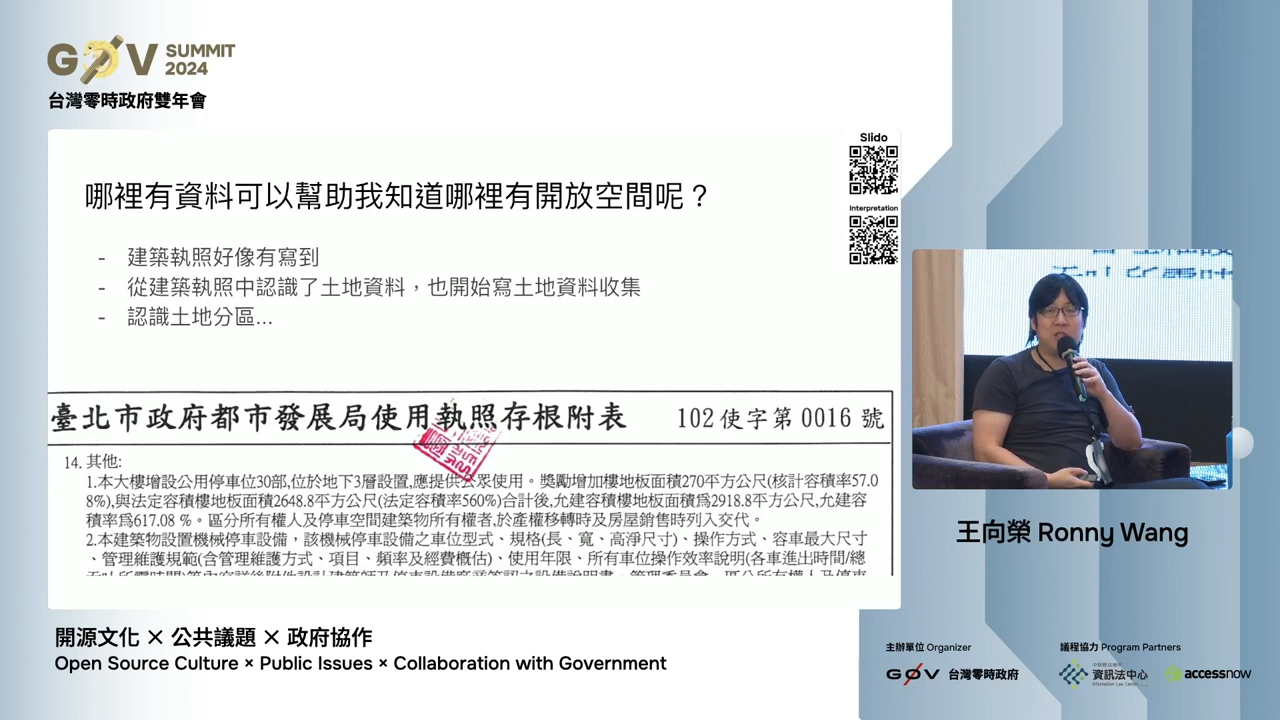 G0V SUMMIT 2024
台灣零時政府雙年會
Slido
Interpretation
哪裡有資料可以幫助我知道哪裡有開放空間呢？
- 建築執照好像有寫到
- 從建築執照中認識了土地資料，也開始寫土地資料收集
- 認識土地分區...
臺北市政府都市發展局使用執照存根附表 102使字第0016號
14. 其他:
1.本大樓增設公用停車位30部,位於地下3層設置,應提供公眾使用。獎勵增加樓地板面積270平方公尺(核計容積率57.0
8%),與法定容積樓地板面積2648.8平方公尺(法定容積率560%)合計後,允建容積樓地板面積為2918.8平方公尺,允建容
積率為617.08 %。區分所有權人及停車空間建築物所有權者,於產權移轉時及房屋銷售時列入交代。
2.本建築物設置機械停車設備，該機械停車設備之車位型式、規格(長、寬、高淨尺寸)、操作方式、容車最大尺寸
、管理維護規範(含管理維護方式、項目、頻率及經費概估)、使用年限、所有車位操作效率說明(各車進出時間/總
王向榮 Ronny Wang
開源文化 × 公共議題 × 政府協作
Open Source Culture × Public Issues × Collaboration with Government
主辦單位 Organizer
議程協力 Program Partners
G0V 台灣零時政府
資訊法中心
Information Law Center
accessnow